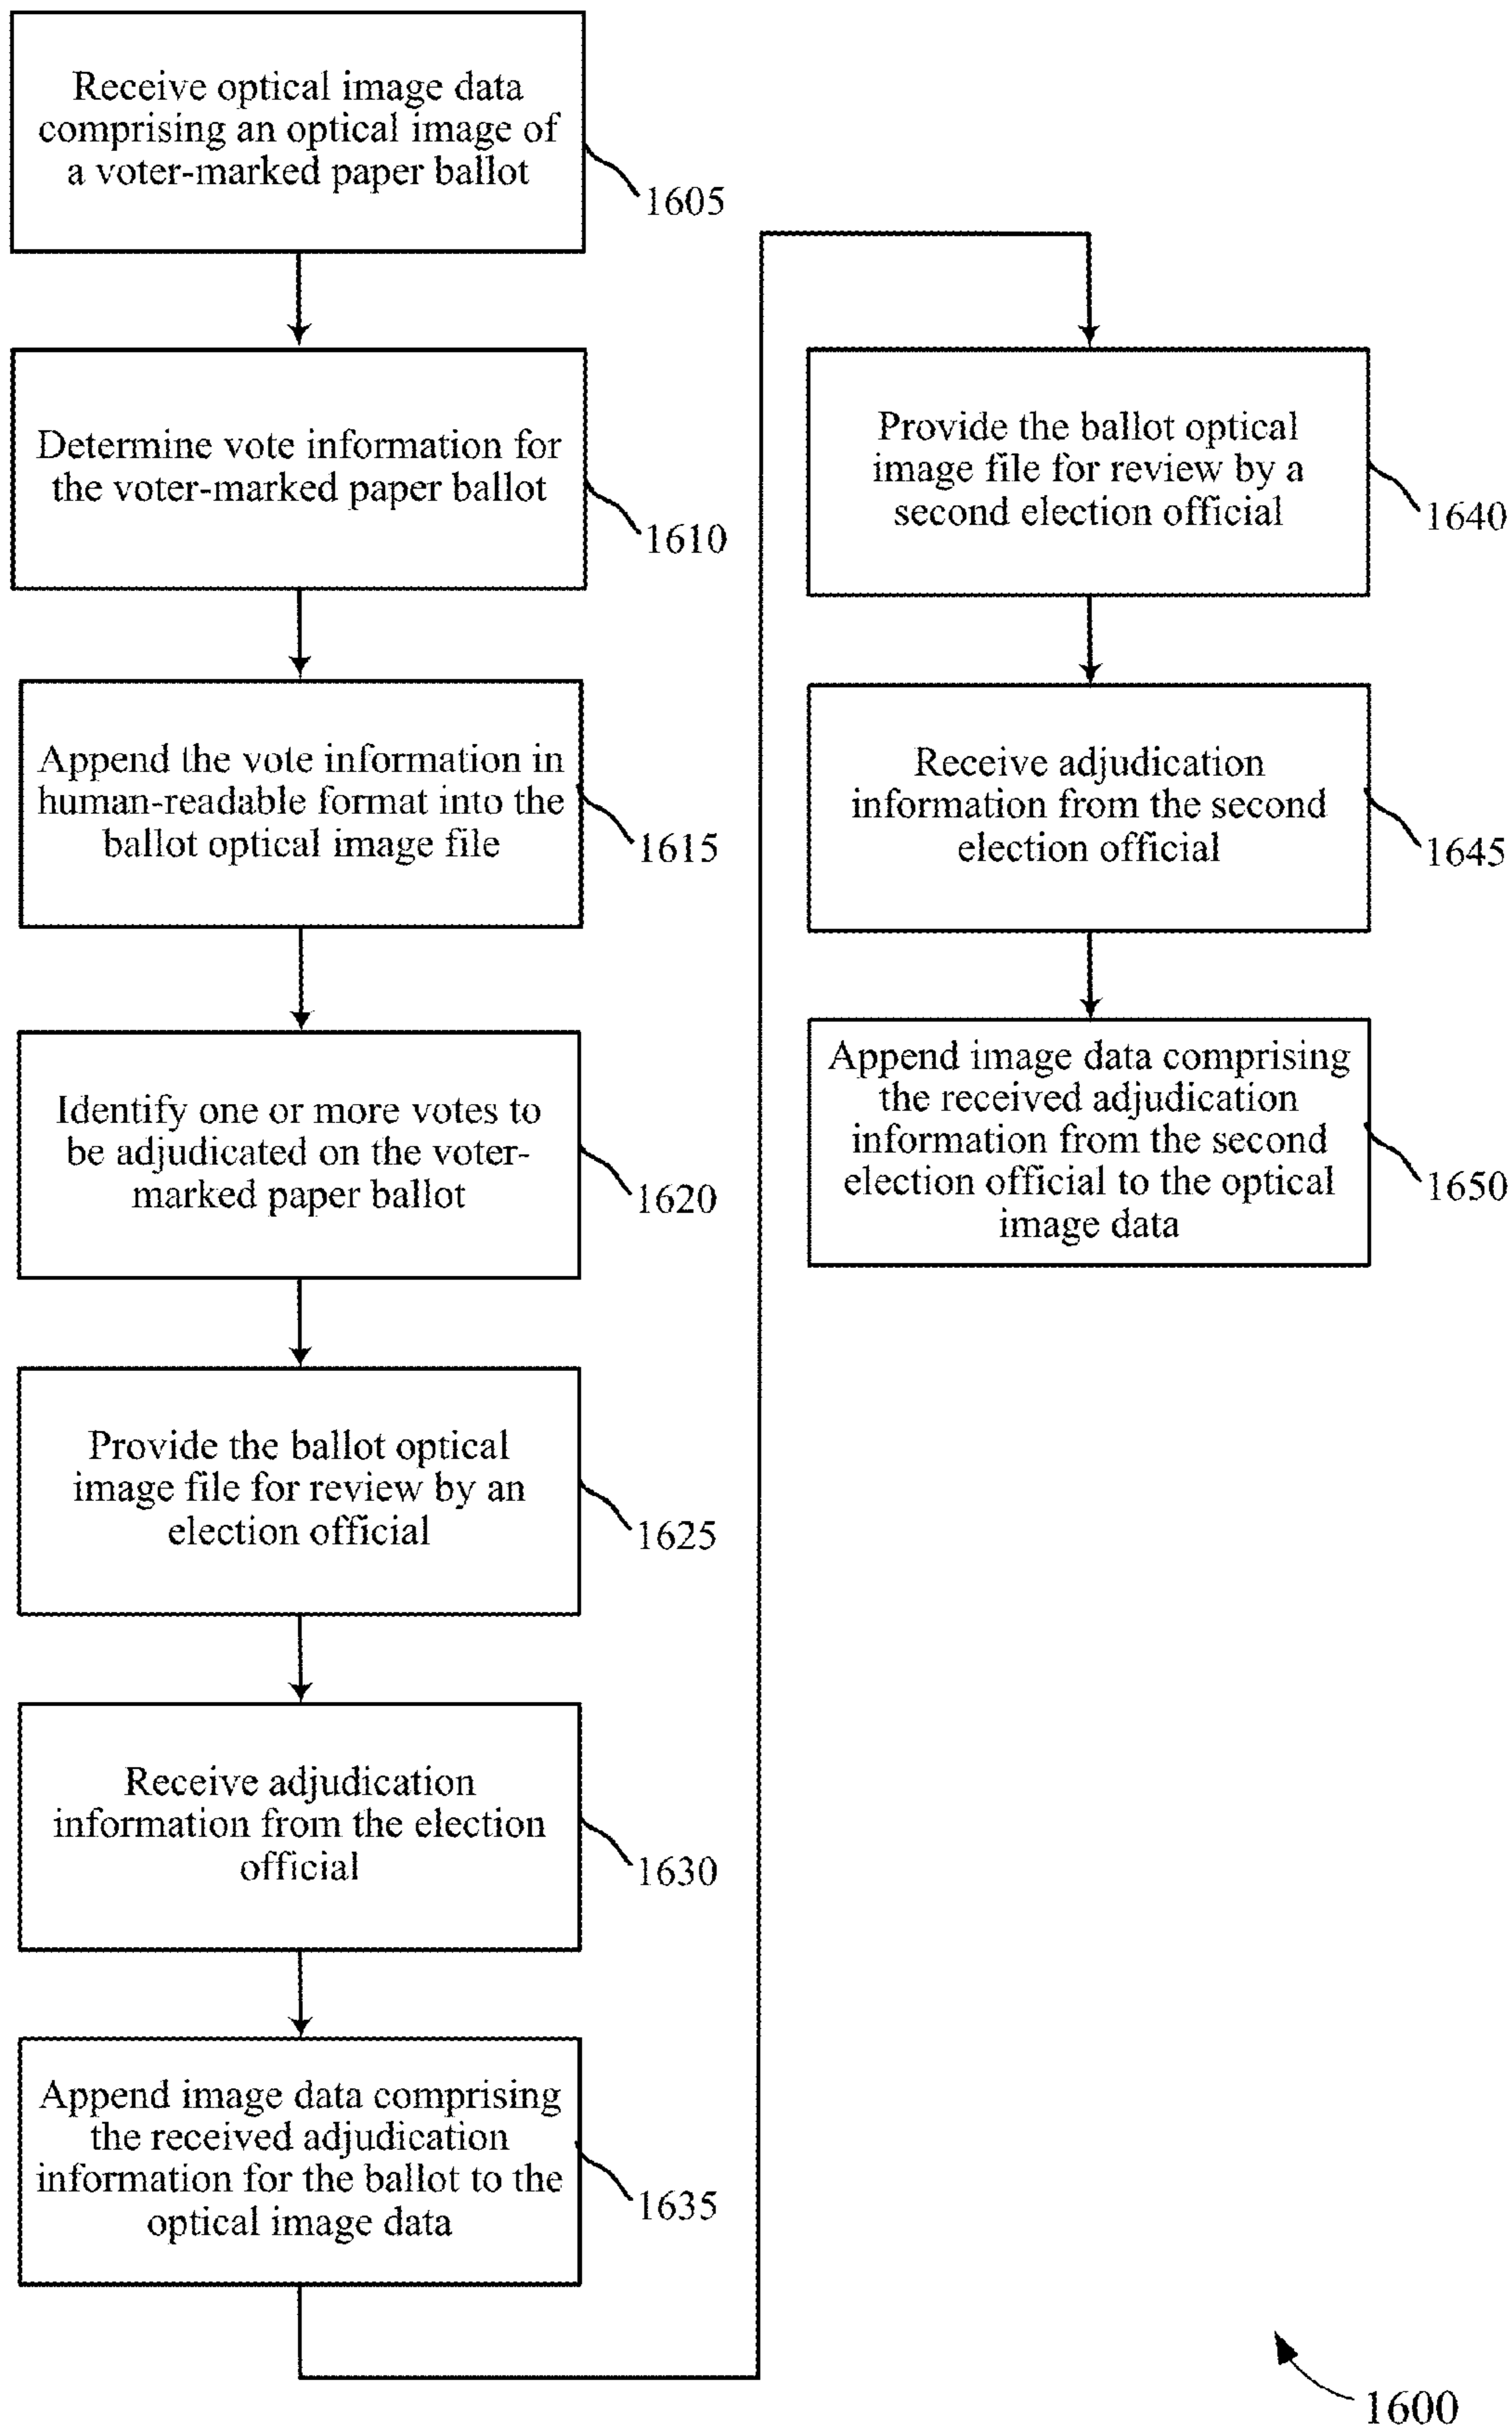 Receive optical image data
comprising an optical image of
a voter-marked paper ballot
1605
Determine vote information for
the voter-marked paper ballot
1610
Append the vote information in
human-readable format into the
ballot optical image file
1615
Identify one or more votes to
be adjudicated on the voter-
marked paper ballot
1620
Provide the ballot optical
image file for review by an
election official
1625
Receive adjudication
information from the election
official
1630
Append image data comprising
the received adjudication
information for the ballot to the
optical image data
1635
Provide the ballot optical
image file for review by a
second election official
1640
Receive adjudication
information from the second
election official
1645
Append image data comprising
the received adjudication
information from the second
election official to the optical
image data
1650
1600